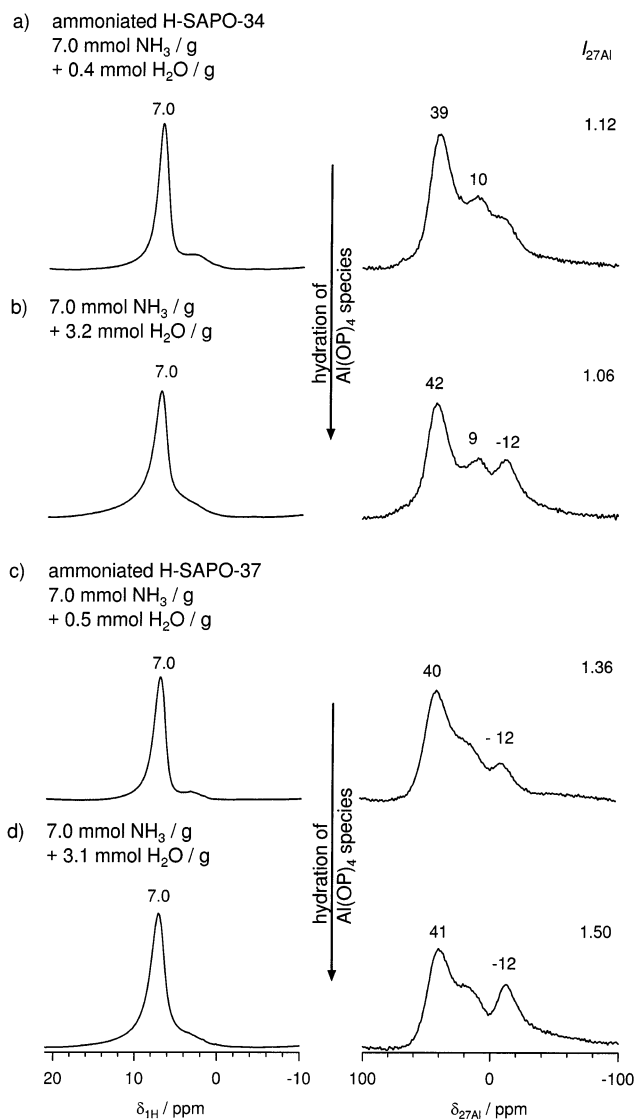 a) ammoniated H-SAPO-34
7.0 mmol NH₃ / g
+ 0.4 mmol H₂O / g
I₂₇Al
7.0
39
10
1.12
hydration of
Al(OP)₄ species
b) 7.0 mmol NH₃ / g
+ 3.2 mmol H₂O / g
7.0
42
9
-12
1.06
c) ammoniated H-SAPO-37
7.0 mmol NH₃ / g
+ 0.5 mmol H₂O / g
7.0
40
- 12
1.36
hydration of
Al(OP)₄ species
d) 7.0 mmol NH₃ / g
+ 3.1 mmol H₂O / g
7.0
41
-12
1.50
20 10 0 -10
100 0 -100
δ₁H / ppm
δ₂₇Al / ppm